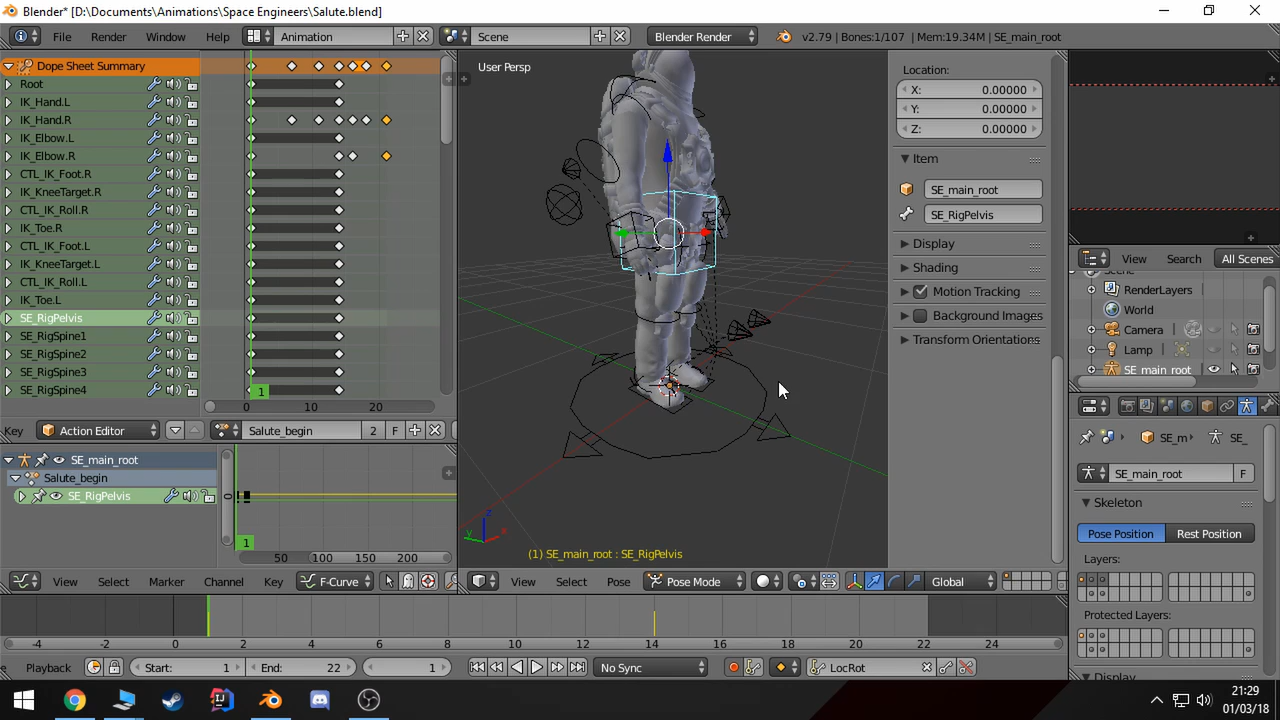 Blender* [D:\Documents\Animations\Space Engineers\Salute.blend]
File Render Window Help Animation Scene Blender Render v2.79 | Bones:1/107 | Mem:19.34M | SE_main_root
Dope Sheet Summary
Root
IK_Hand.L
IK_Hand.R
IK_Elbow.L
IK_Elbow.R
CTL_IK_Foot.R
IK_KneeTarget.R
CTL_IK_Roll.R
IK_Toe.R
CTL_IK_Foot.L
IK_KneeTarget.L
CTL_IK_Roll.L
IK_Toe.L
SE_RigPelvis
SE_RigSpine1
SE_RigSpine2
SE_RigSpine3
SE_RigSpine4
1
0 10 20
Key Action Editor Salute_begin 2 F
SE_main_root
Salute_begin
SE_RigPelvis
1
50 100 150 200
View Select Marker Channel Key F-Curve
User Persp
z
y x
(1) SE_main_root : SE_RigPelvis
View Select Pose Pose Mode Global
Location:
X: 0.00000
Y: 0.00000
Z: 0.00000
Item
SE_main_root
SE_RigPelvis
Display
Shading
Motion Tracking
Background Images
Transform Orientations
View Search All Scenes
Scene
RenderLayers
World
Camera
Lamp
SE_main_root
SE_m SE_
SE_main_root F
Skeleton
Pose Position Rest Position
Layers:
Protected Layers:
Display
-4 -2 0 2 4 6 8 10 12 14 16 18 20 22 24
Playback Start: 1 End: 22 1 No Sync LocRot
21:29
01/03/18